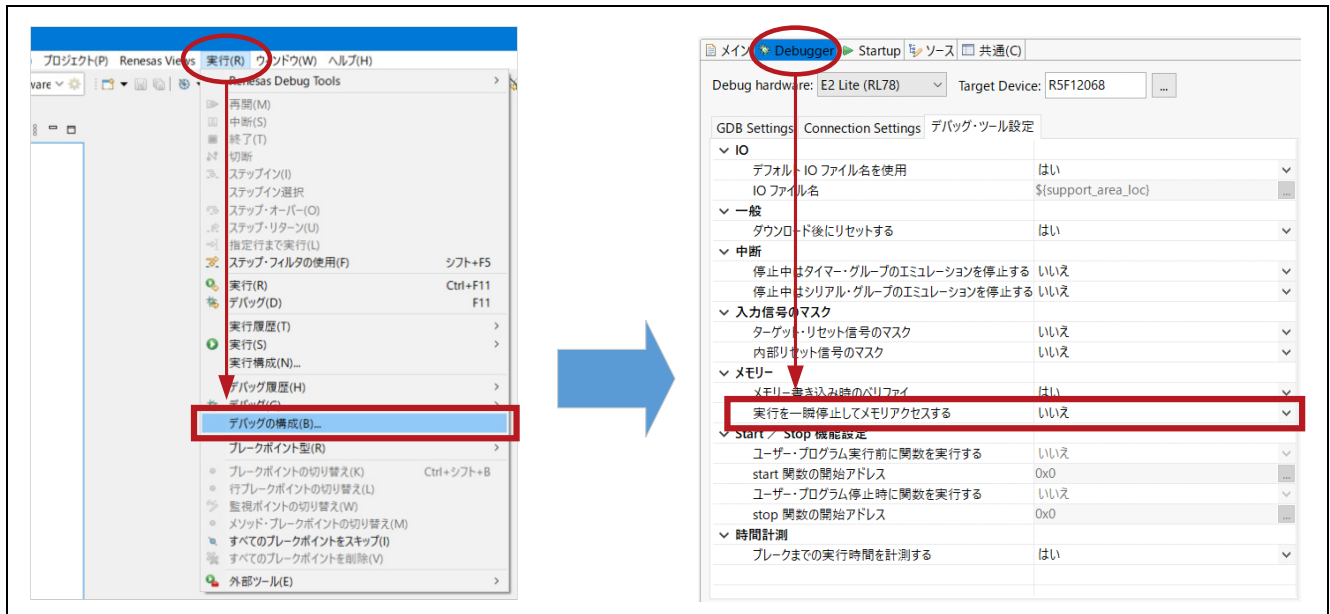 プロジェクト(P) Renesas Views 実行(R) ウィンドウ(W) ヘルプ(H)
ware
Renesas Debug Tools
再開(M)
中断(S)
終了(T)
切断
ステップイン(I)
ステップイン選択
ステップ・オーバー(O)
ステップ・リターン(U)
指定行まで実行(L)
ステップ・フィルタの使用(F) シフト+F5
実行(R) Ctrl+F11
デバッグ(D) F11
実行履歴(T)
実行(S)
実行構成(N)...
デバッグ履歴(H)
デバッグ(G)
デバッグの構成(B)...
ブレークポイント型(R)
ブレークポイントの切り替え(K) Ctrl+シフト+B
行ブレークポイントの切り替え(L)
監視ポイントの切り替え(W)
メソッド・ブレークポイントの切り替え(M)
すべてのブレークポイントをスキップ(I)
すべてのブレークポイントを削除(V)
外部ツール(E)
メイン Debugger Startup ソース 共通(C)
Debug hardware: E2 Lite (RL78) Target Device: R5F12068 ...
GDB Settings Connection Settings デバッグ・ツール設定
IO
デフォルト IO ファイル名を使用 はい
IO ファイル名 ${support_area_loc} ...
一般
ダウンロード後にリセットする はい
中断
停止中はタイマー・グループのエミュレーションを停止する いいえ
停止中はシリアル・グループのエミュレーションを停止する いいえ
入力信号のマスク
ターゲット・リセット信号のマスク いいえ
内部リセット信号のマスク いいえ
メモリー
メモリー書き込み時のベリファイ はい
実行を一瞬停止してメモリアクセスする いいえ
Start / Stop 機能設定
ユーザー・プログラム実行前に関数を実行する いいえ
start 関数の開始アドレス 0x0 ...
ユーザー・プログラム停止時に関数を実行する いいえ
stop 関数の開始アドレス 0x0 ...
時間計測
ブレークまでの実行時間を計測する はい